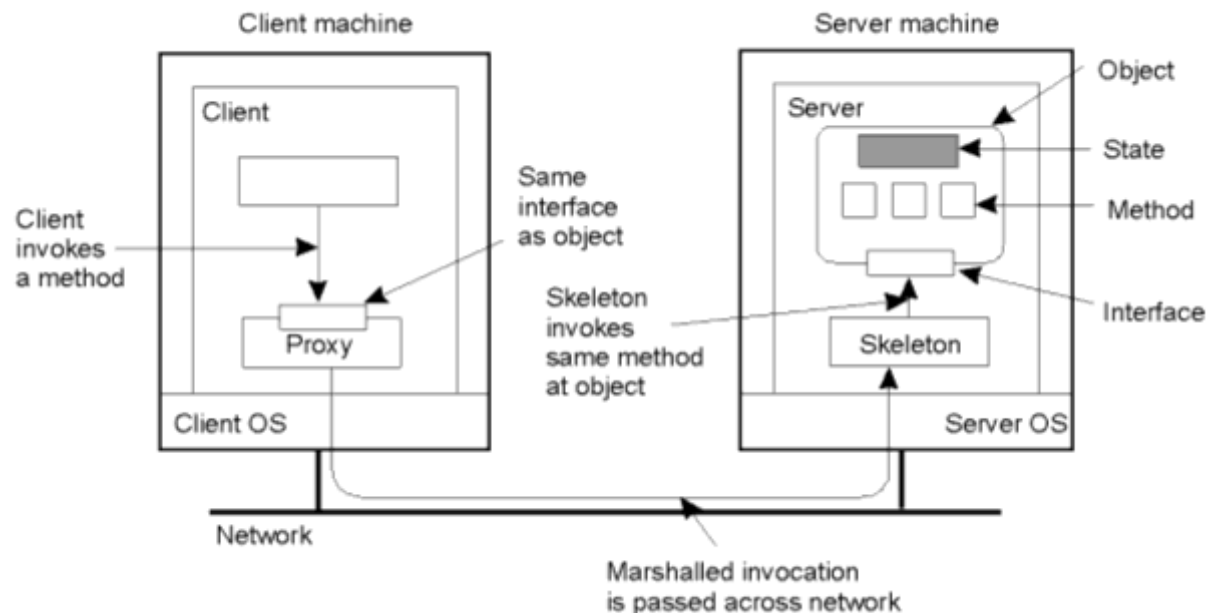 Client machine
Server machine
Client
Server
Object
State
Method
Interface
Client
invokes
a method
Same
interface
as object
Skeleton
invokes
same method
at object
Proxy
Skeleton
Client OS
Server OS
Network
Marshalled invocation
is passed across network